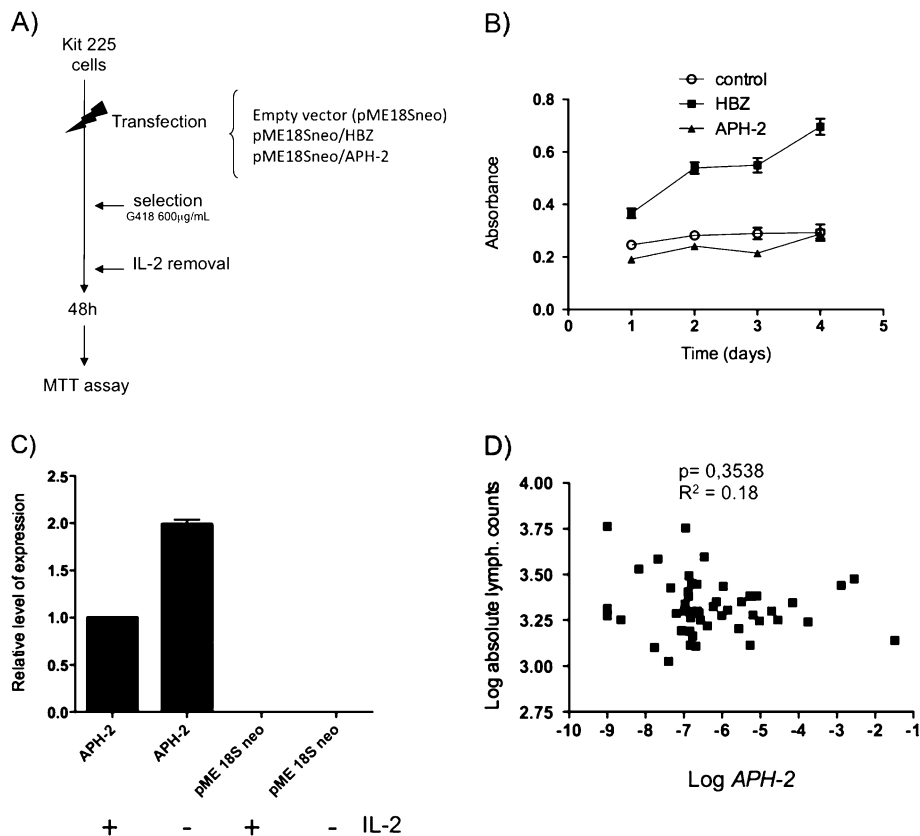 A)
Kit 225
cells
Transfection
Empty vector (pME18Sneo)
pME18Sneo/HBZ
pME18Sneo/APH-2
selection
G418 600µg/mL
IL-2 removal
48h
MTT assay
B)
control
HBZ
APH-2
Absorbance
0.8
0.6
0.4
0.2
0.0
0 1 2 3 4 5
Time (days)
C)
Relative level of expression
2.5
2.0
1.5
1.0
0.5
0.0
APH-2 APH-2 pME 18S neo pME 18S neo
+ - + - IL-2
D)
p= 0,3538
R² = 0.18
Log absolute lymph. counts
4.00
3.75
3.50
3.25
3.00
2.75
-10 -9 -8 -7 -6 -5 -4 -3 -2 -1
Log APH-2